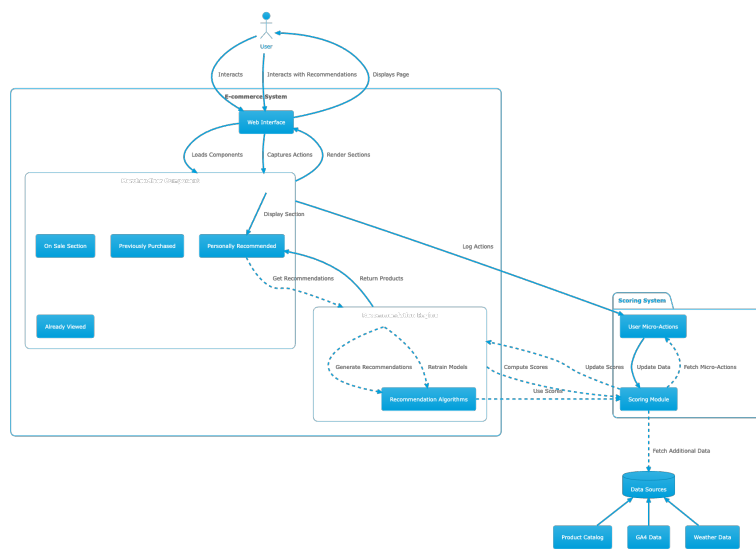 User
Interacts
Interacts with Recommendations
Displays Page
E-commerce System
Web Interface
Loads Components
Captures Actions
Render Sections
Display Section
On Sale Section
Previously Purchased
Personally Recommended
Log Actions
Get Recommendations
Return Products
Scoring System
Already Viewed
User Micro-Actions
Generate Recommendations
Retrain Models
Compute Scores
Update Scores
Update Data
Fetch Micro-Actions
Use Scores
Recommendation Algorithms
Scoring Module
Fetch Additional Data
Data Sources
Product Catalog
GA4 Data
Weather Data